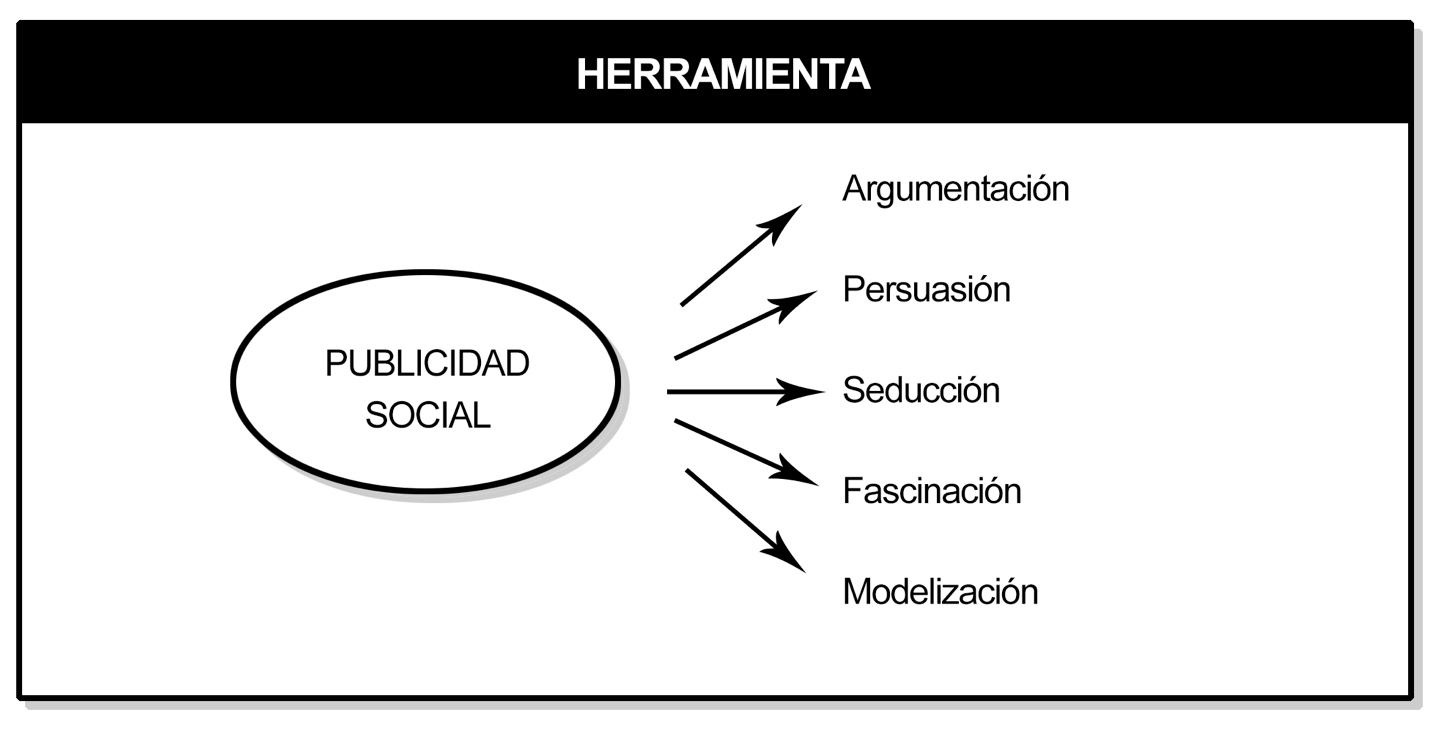 HERRAMIENTA
PUBLICIDAD
SOCIAL
Argumentación
Persuasión
Seducción
Fascinación
Modelización